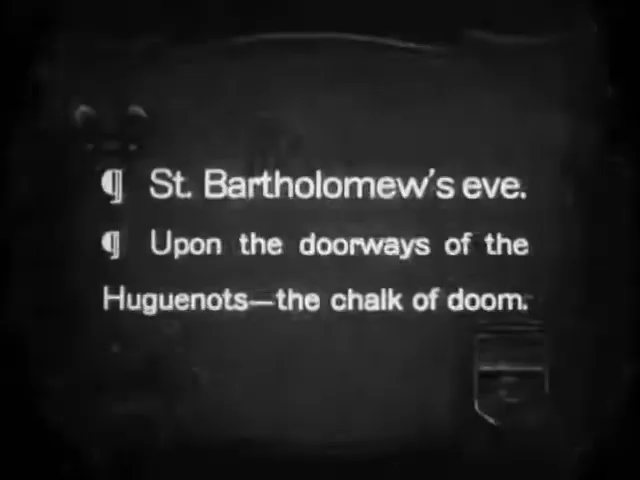 ¶ St. Bartholomew's eve.
¶ Upon the doorways of the
Huguenots—the chalk of doom.